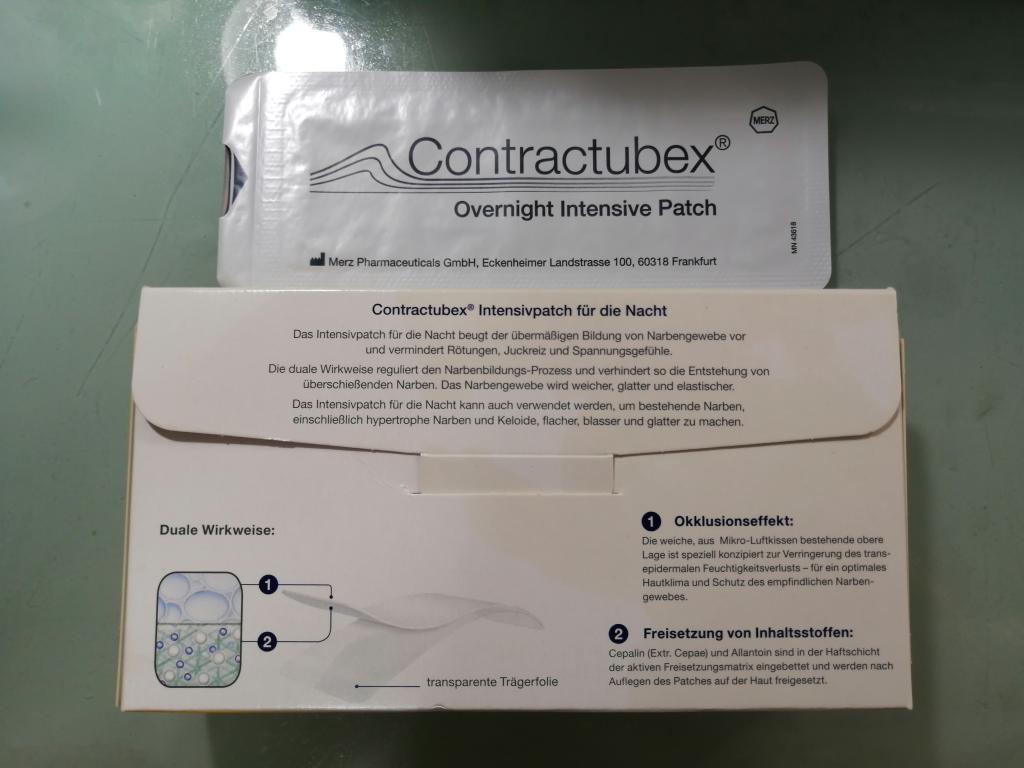 MERZ
Contractubex®
Overnight Intensive Patch
MN 43618
Merz Pharmaceuticals GmbH, Eckenheimer Landstrasse 100, 60318 Frankfurt
Contractubex® Intensivpatch für die Nacht
Das Intensivpatch für die Nacht beugt der übermäßigen Bildung von Narbengewebe vor
und vermindert Rötungen, Juckreiz und Spannungsgefühle.
Die duale Wirkweise reguliert den Narbenbildungs-Prozess und verhindert so die Entstehung von
überschießenden Narben. Das Narbengewebe wird weicher, glatter und elastischer.
Das Intensivpatch für die Nacht kann auch verwendet werden, um bestehende Narben,
einschließlich hypertrophe Narben und Keloide, flacher, blasser und glatter zu machen.
Duale Wirkweise:
1
2
transparente Trägerfolie
1 Okklusionseffekt:
Die weiche, aus Mikro-Luftkissen bestehende obere
Lage ist speziell konzipiert zur Verringerung des trans-
epidermalen Feuchtigkeitsverlusts – für ein optimales
Hautklima und Schutz des empfindlichen Narben-
gewebes.
2 Freisetzung von Inhaltsstoffen:
Cepalin (Extr. Cepae) und Allantoin sind in der Haftschicht
der aktiven Freisetzungsmatrix eingebettet und werden nach
Auflegen des Patches auf der Haut freigesetzt.